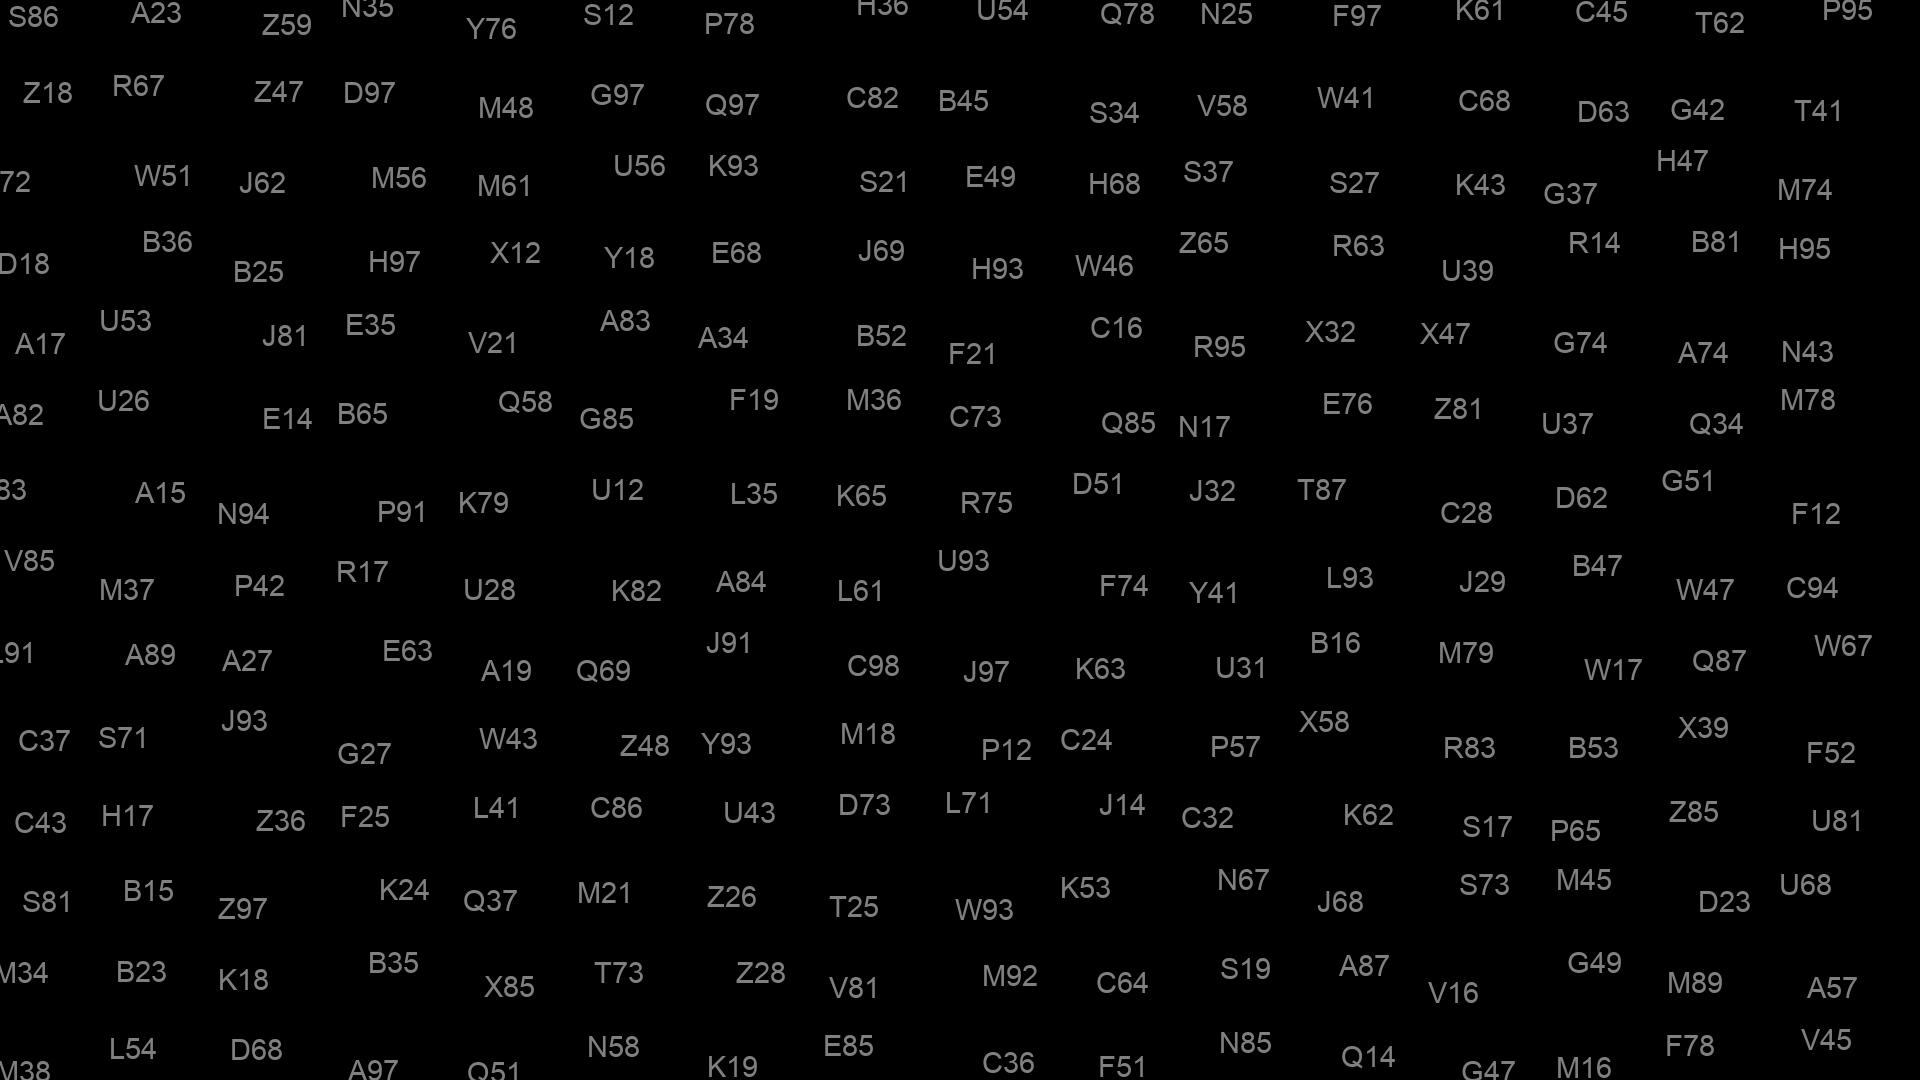 S86 A23 Z59 N35 Y76 S12 P78 H36 U54 Q78 N25 F97 K61 C45 T62 P95
Z18 R67 Z47 D97 M48 G97 Q97 C82 B45 S34 V58 W41 C68 D63 G42 T41
72 W51 J62 M56 M61 U56 K93 S21 E49 H68 S37 S27 K43 G37 H47 M74
D18 B36 B25 H97 X12 Y18 E68 J69 H93 W46 Z65 R63 U39 R14 B81 H95
A17 U53 J81 E35 V21 A83 A34 B52 F21 C16 R95 X32 X47 G74 A74 N43
A82 U26 E14 B65 Q58 G85 F19 M36 C73 Q85 N17 E76 Z81 U37 Q34 M78
83 A15 N94 P91 K79 U12 L35 K65 R75 D51 J32 T87 C28 D62 G51 F12
V85 M37 P42 R17 U28 K82 A84 L61 U93 F74 Y41 L93 J29 B47 W47 C94
91 A89 A27 E63 A19 Q69 J91 C98 J97 K63 U31 B16 M79 W17 Q87 W67
C37 S71 J93 G27 W43 Z48 Y93 M18 P12 C24 P57 X58 R83 B53 X39 F52
C43 H17 Z36 F25 L41 C86 U43 D73 L71 J14 C32 K62 S17 P65 Z85 U81
S81 B15 Z97 K24 Q37 M21 Z26 T25 W93 K53 N67 J68 S73 M45 D23 U68
M34 B23 K18 B35 X85 T73 Z28 V81 M92 C64 S19 A87 V16 G49 M89 A57
M38 L54 D68 A97 Q51 N58 K19 E85 C36 F51 N85 Q14 G47 M16 F78 V45